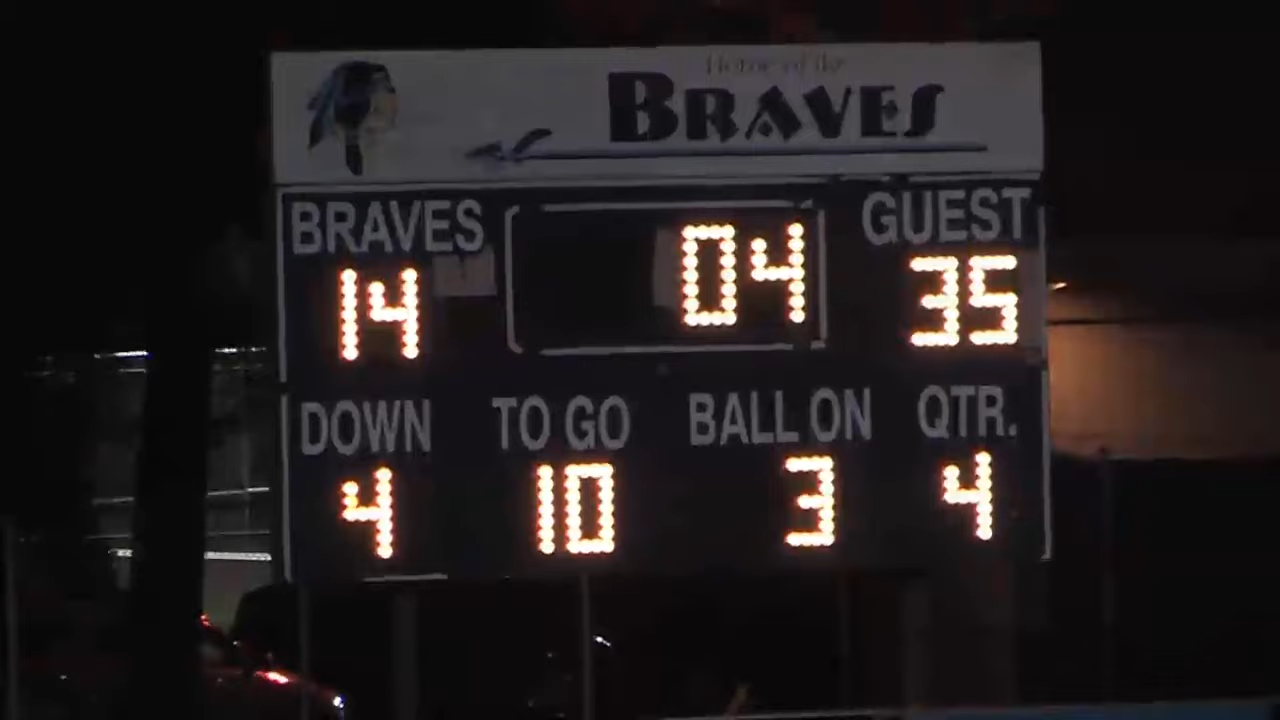 Home of the
BRAVES
BRAVES 04 GUEST
14 35
DOWN TO GO BALL ON QTR.
4 10 3 4